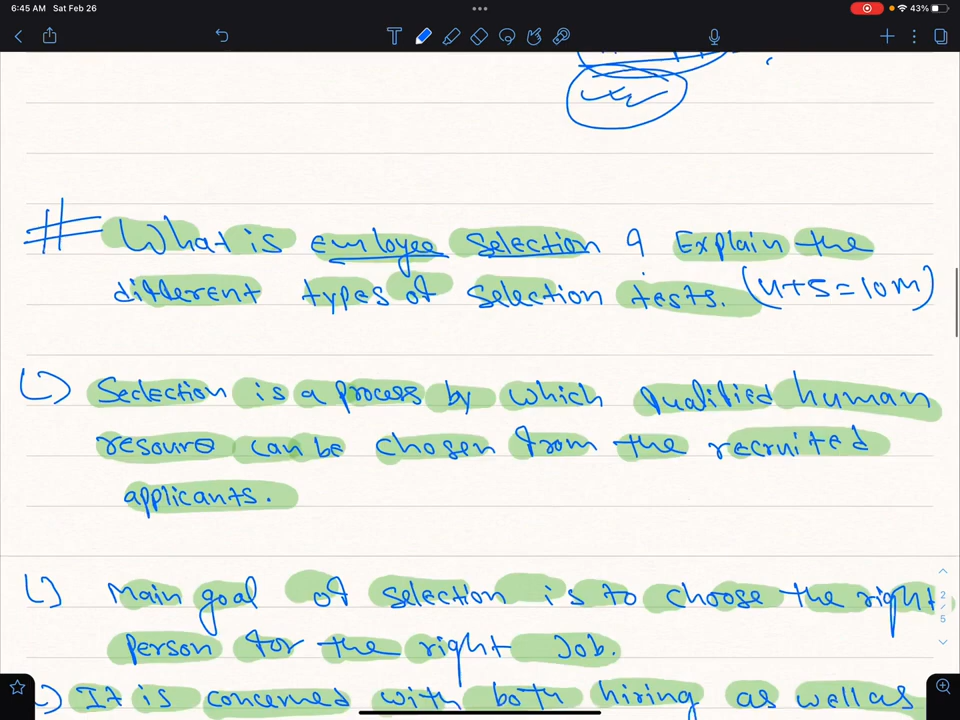 6:45 AM Sat Feb 26
43%
# What is employee Selection ? Explain the
different types of Selection tests. (4+5=10M)
Selection is a process by which Qualified human
resource can be chosen from the recruited
applicants.
Main goal of selection is to choose the right
person for the right Job.
2
/
5
It is concerned with both hiring as well as